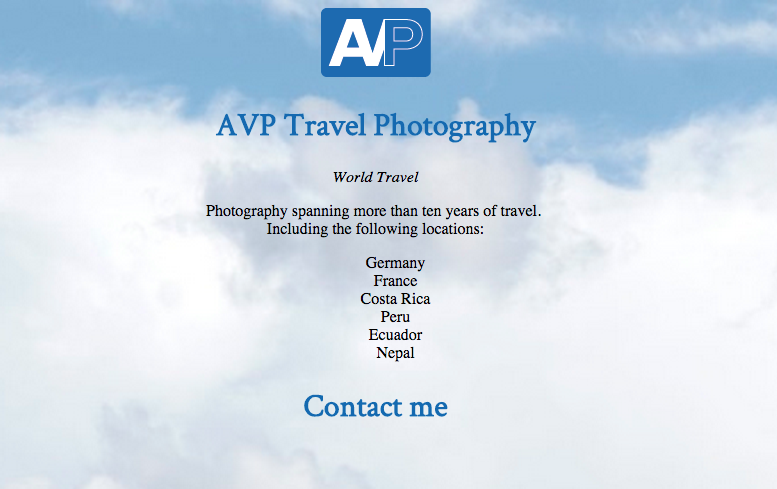 AVP
AVP Travel Photography
World Travel
Photography spanning more than ten years of travel.
Including the following locations:
Germany
France
Costa Rica
Peru
Ecuador
Nepal
Contact me